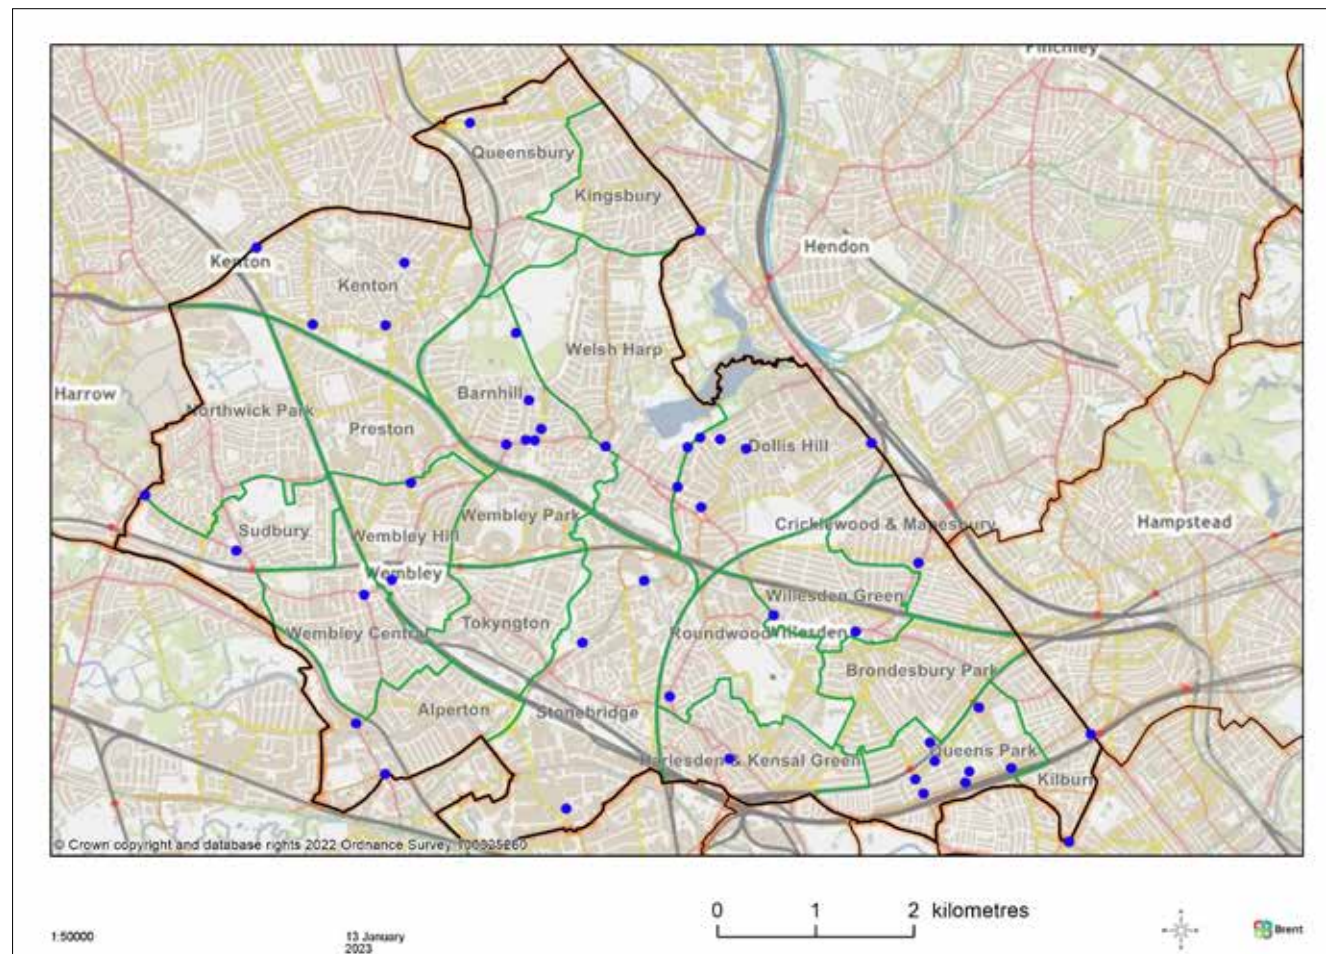 Finchley
Queensbury
Kingsbury
Hendon
Kenton
Kenton
Welsh Harp
Harrow
Barnhill
Northwick Park
Preston
Dollis Hill
Wembley Park
Cricklewood & Mapesbury
Hampstead
Sudbury
Wembley Hill
Wembley
Willesden Green
Tokyngton
Wembley Central
Roundwood
Willesden
Brondesbury Park
Alperton
Stonebridge
Queens Park
Harlesden & Kensal Green
Kilburn
© Crown copyright and database rights 2022 Ordnance Survey
0 1 2 kilometres
1:50000
13 January
2023
Brent